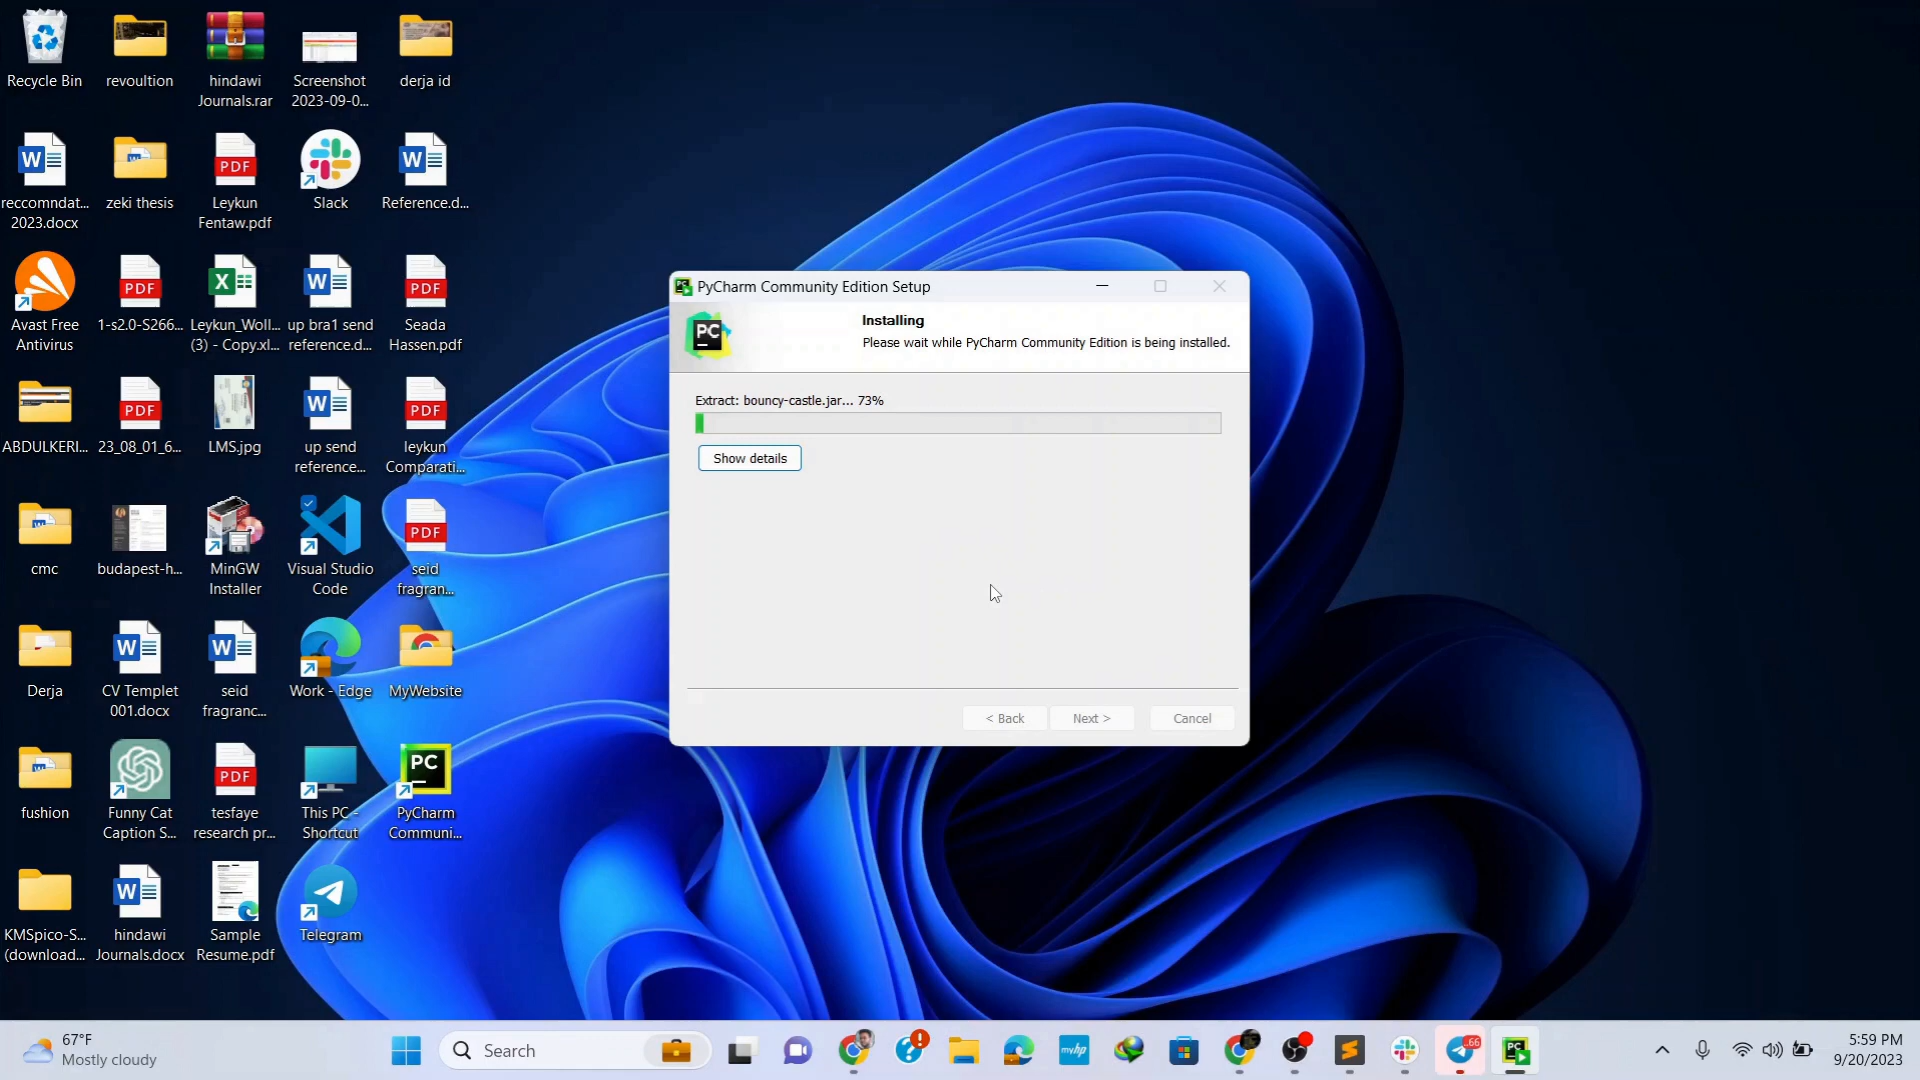 Recycle Bin
revoultion
hindawi
Journals.rar
Screenshot
2023-09-0...
derja id
reccomndat...
2023.docx
zeki thesis
PDF
Leykun
Fentaw.pdf
Slack
Reference.d...
Avast Free
Antivirus
PDF
1-s2.0-S266...
Leykun_Woll...
(3) - Copy.xl...
up bra1 send
reference.d...
PDF
Seada
Hassen.pdf
ABDULKERI...
PDF
23_08_01_6...
LMS.jpg
up send
reference...
PDF
leykun
Comparati...
cmc
budapest-h...
MinGW
Installer
Visual Studio
Code
PDF
seid
fragran...
Derja
CV Templet
001.docx
seid
fragranc...
Work - Edge
MyWebsite
fushion
Funny Cat
Caption S...
PDF
tesfaye
research pr...
This PC -
Shortcut
PC
PyCharm
Communi...
KMSpico-S...
(download...
hindawi
Journals.docx
Sample
Resume.pdf
Telegram
PyCharm Community Edition Setup
PC
Installing
Please wait while PyCharm Community Edition is being installed.
Extract: bouncy-castle.jar... 73%
Show details
< Back
Next >
Cancel
67°F
Mostly cloudy
Search
myhp
66
PC
5:59 PM
9/20/2023